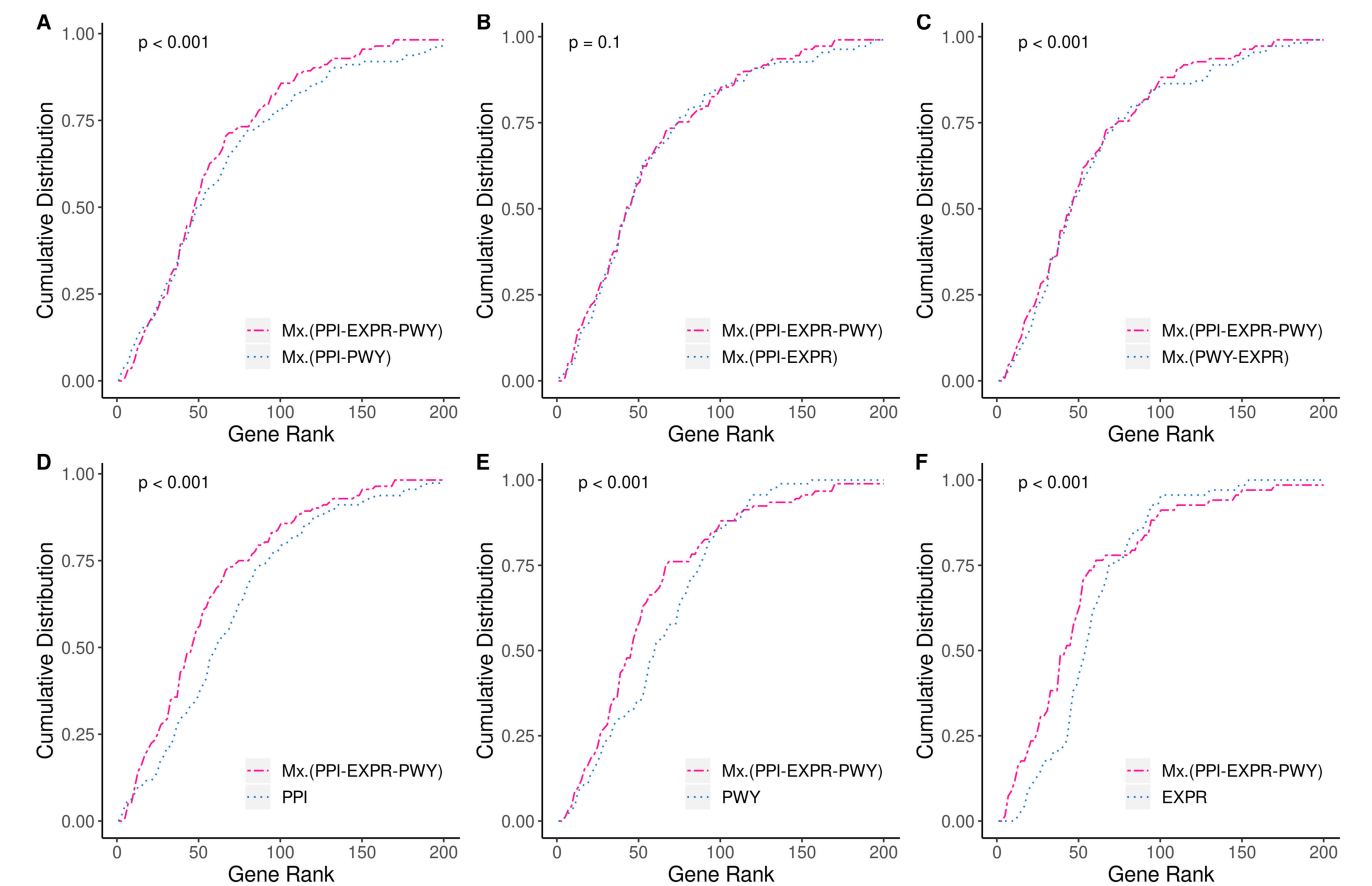 A
p < 0.001
Cumulative Distribution
1.00
0.75
0.50
0.25
0.00
Mx.(PPI-EXPR-PWY)
Mx.(PPI-PWY)
0 50 100 150 200
Gene Rank
B
p = 0.1
Cumulative Distribution
1.00
0.75
0.50
0.25
0.00
Mx.(PPI-EXPR-PWY)
Mx.(PPI-EXPR)
0 50 100 150 200
Gene Rank
C
p < 0.001
Cumulative Distribution
1.00
0.75
0.50
0.25
0.00
Mx.(PPI-EXPR-PWY)
Mx.(PWY-EXPR)
0 50 100 150 200
Gene Rank
D
p < 0.001
Cumulative Distribution
1.00
0.75
0.50
0.25
0.00
Mx.(PPI-EXPR-PWY)
PPI
0 50 100 150 200
Gene Rank
E
p < 0.001
Cumulative Distribution
1.00
0.75
0.50
0.25
0.00
Mx.(PPI-EXPR-PWY)
PWY
0 50 100 150 200
Gene Rank
F
p < 0.001
Cumulative Distribution
1.00
0.75
0.50
0.25
0.00
Mx.(PPI-EXPR-PWY)
EXPR
0 50 100 150 200
Gene Rank